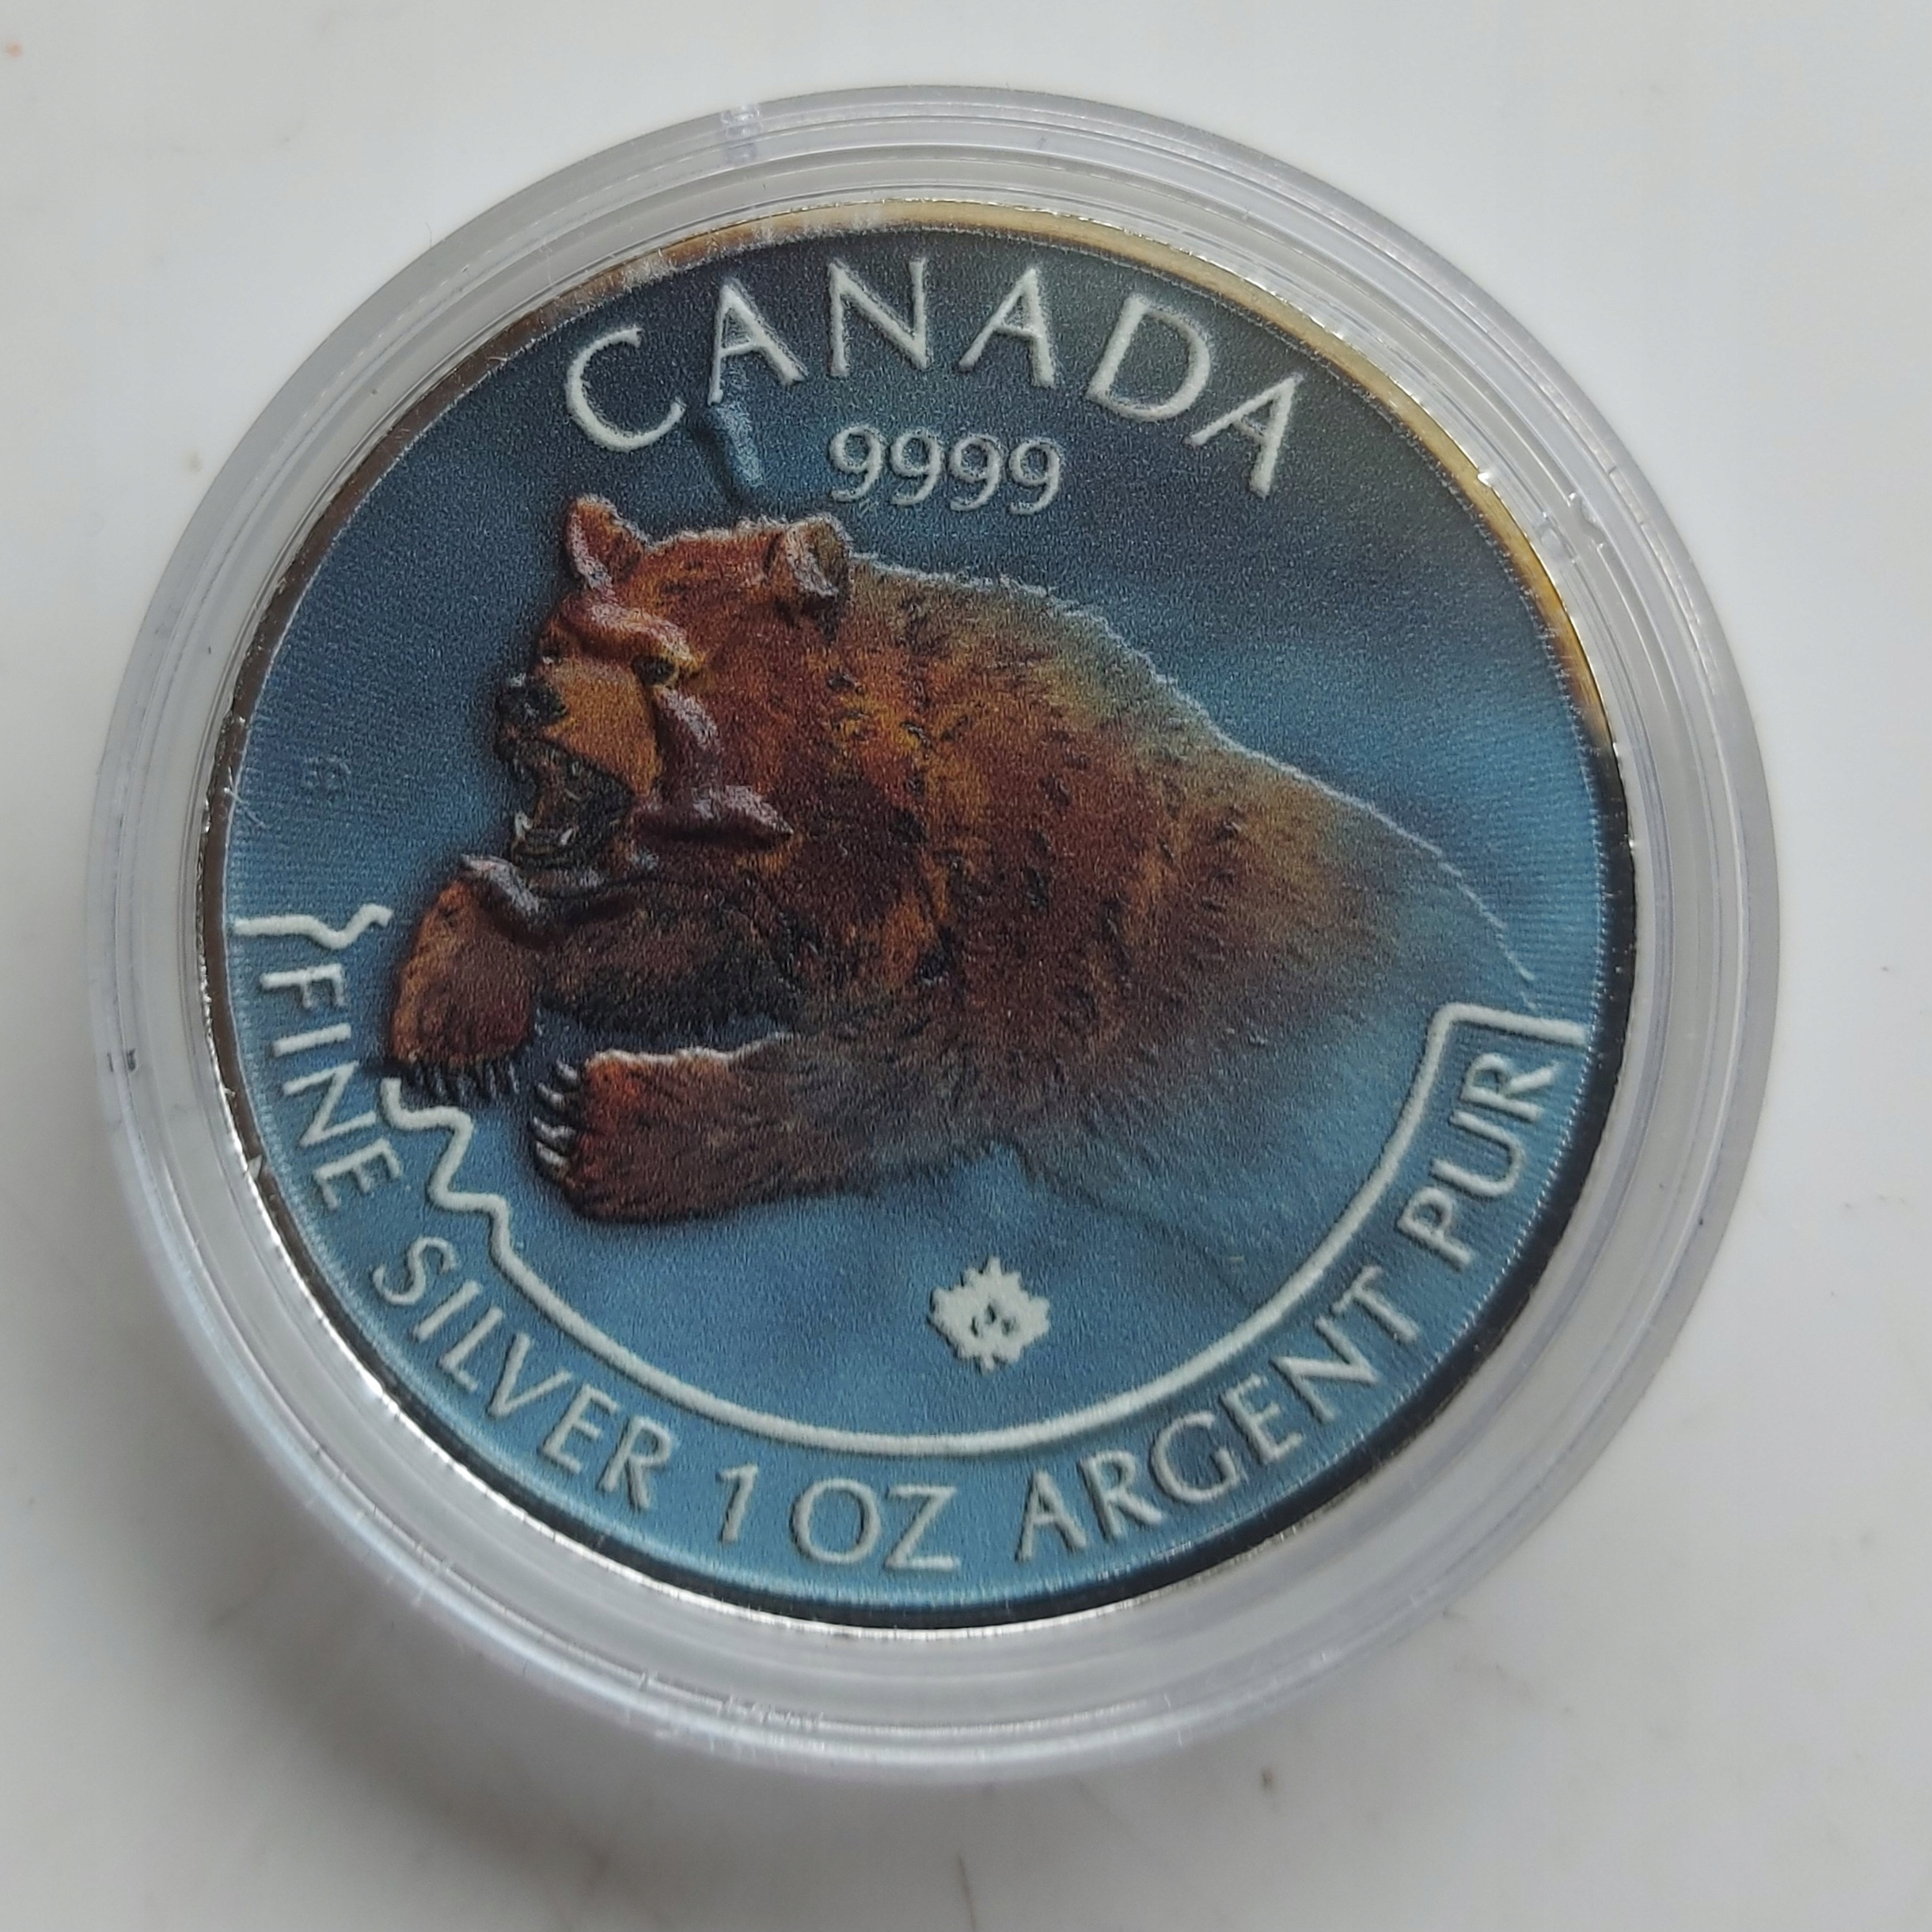 CANADA
9999
FINE SILVER 1 OZ ARGENT PUR